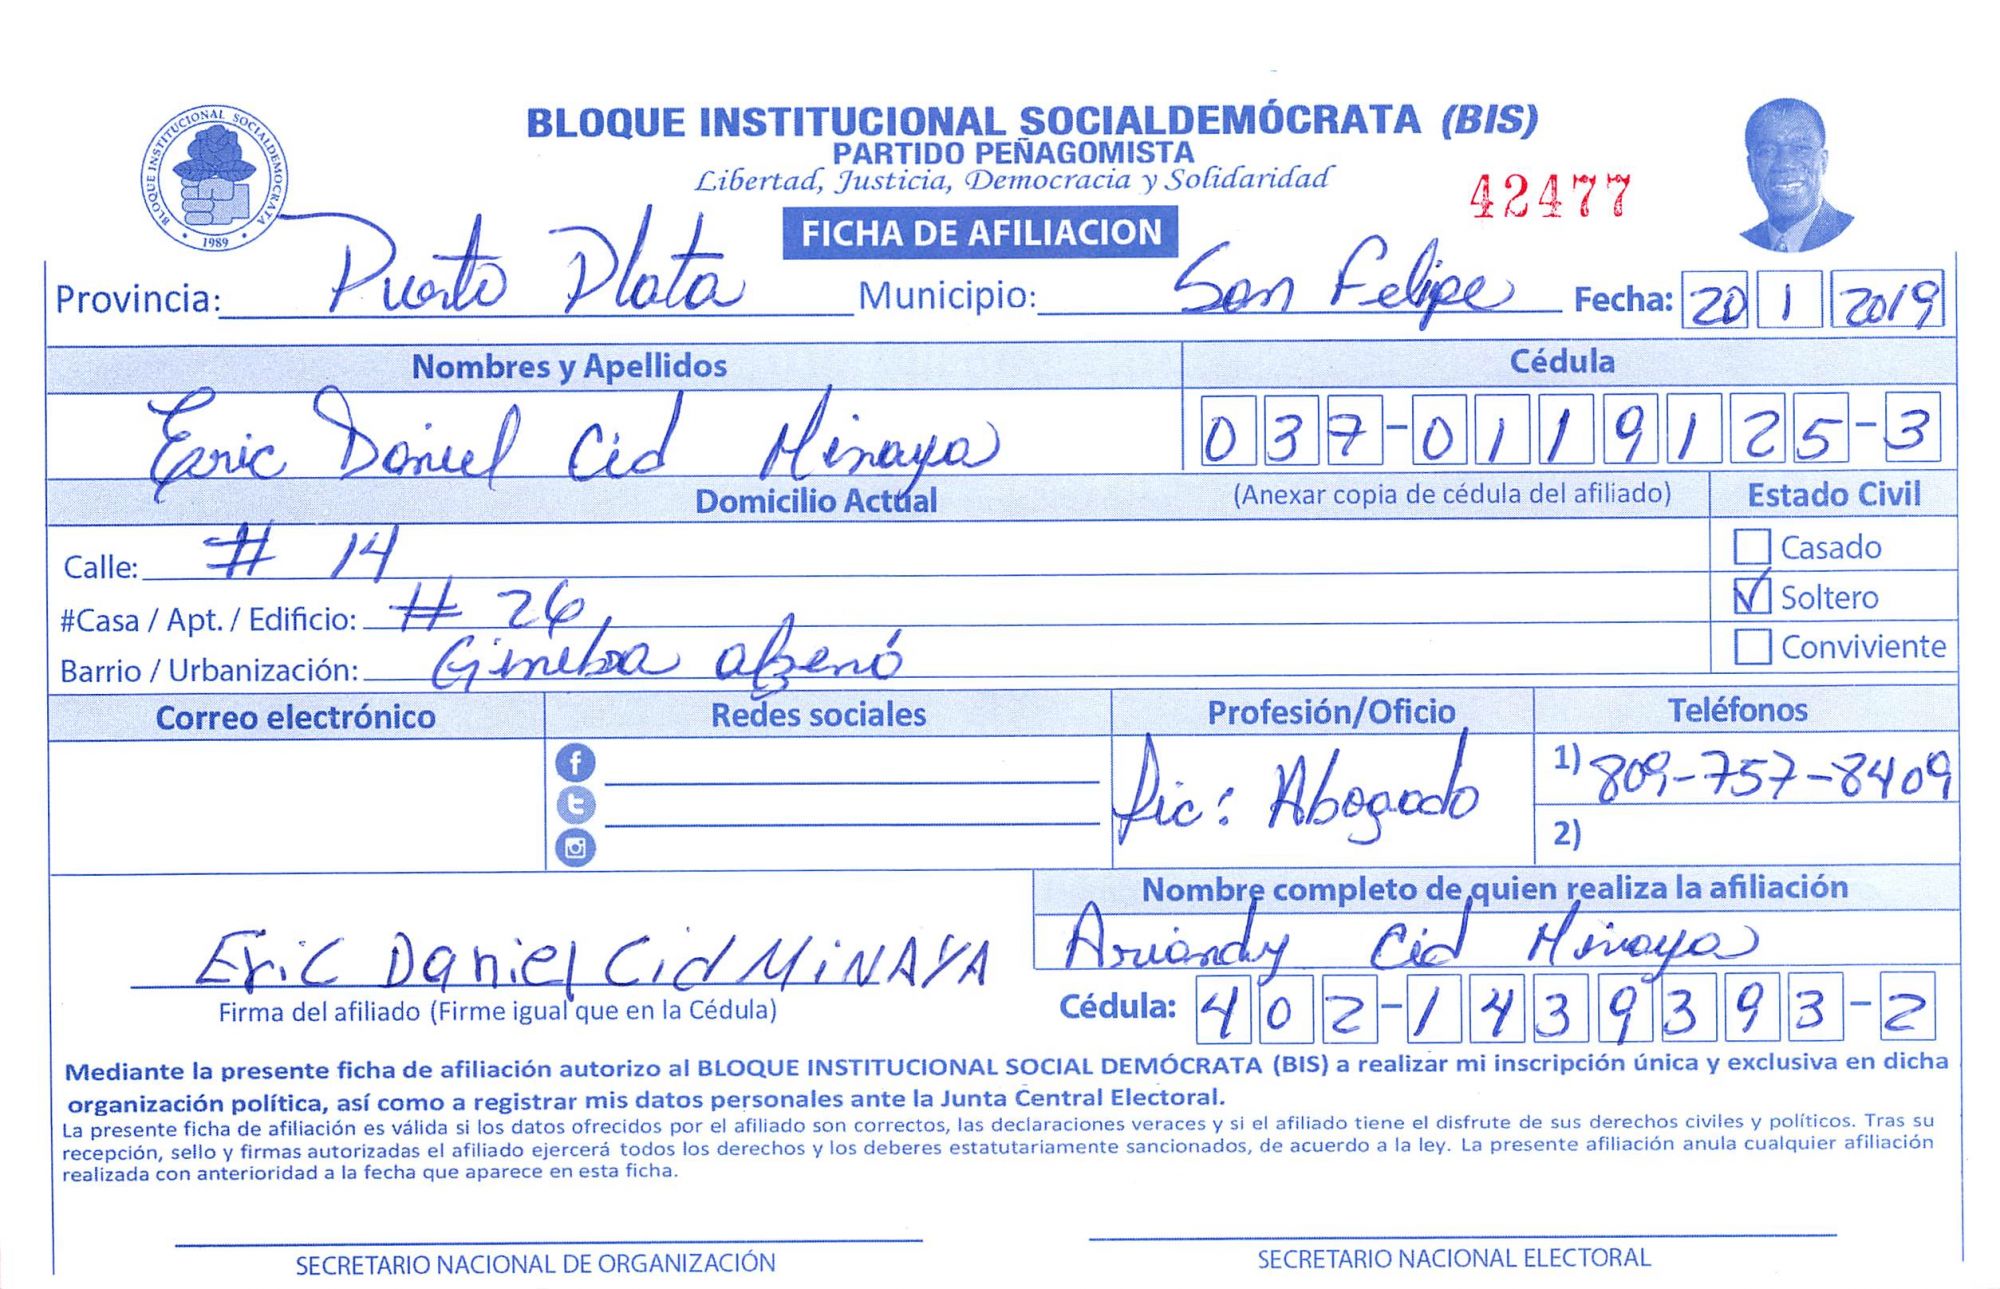 BLOQUE INSTITUCIONAL SOCIALDEMOCRATA
1989
BLOQUE INSTITUCIONAL SOCIALDEMÓCRATA (BIS)
PARTIDO PEÑAGOMISTA
Libertad, Justicia, Democracia y Solidaridad
42477
FICHA DE AFILIACION
Provincia: Puerto Plata Municipio: San Felipe Fecha: 20 1 2019
Nombres y Apellidos Cédula
Eric Daniel Cid Minaya 037-0119125-3
Domicilio Actual (Anexar copia de cédula del afiliado) Estado Civil
Calle: # 14 Casado
#Casa / Apt. / Edificio: # 26 Soltero
Barrio / Urbanización: Ginebra Conviviente
Correo electrónico Redes sociales Profesión/Oficio Teléfonos
Lic: Abogado 1) 809-757-8409
2)
Nombre completo de quien realiza la afiliación
Ariandy Cid Minaya
Eric Daniel Cid MiNAYA
Firma del afiliado (Firme igual que en la Cédula) Cédula: 402-1439393-2
Mediante la presente ficha de afiliación autorizo al BLOQUE INSTITUCIONAL SOCIAL DEMÓCRATA (BIS) a realizar mi inscripción única y exclusiva en dicha
organización política, así como a registrar mis datos personales ante la Junta Central Electoral.
La presente ficha de afiliación es válida si los datos ofrecidos por el afiliado son correctos, las declaraciones veraces y si el afiliado tiene el disfrute de sus derechos civiles y políticos. Tras su
recepción, sello y firmas autorizadas el afiliado ejercerá todos los derechos y los deberes estatutariamente sancionados, de acuerdo a la ley. La presente afiliación anula cualquier afiliación
realizada con anterioridad a la fecha que aparece en esta ficha.
SECRETARIO NACIONAL DE ORGANIZACIÓN SECRETARIO NACIONAL ELECTORAL